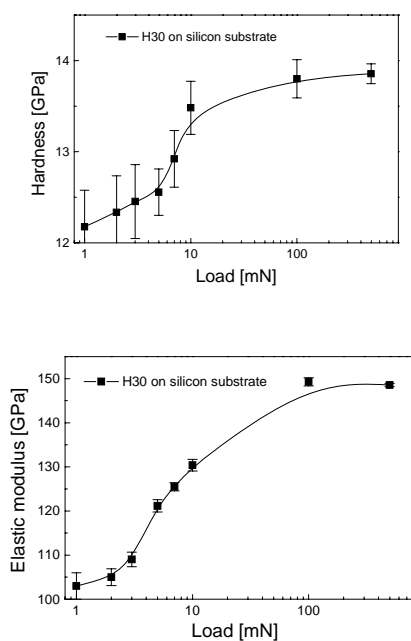 H30 on silicon substrate
14
13
12
Hardness [GPa]
1 10 100
Load [mN]
H30 on silicon substrate
150
140
130
120
110
100
Elastic modulus [GPa]
1 10 100
Load [mN]